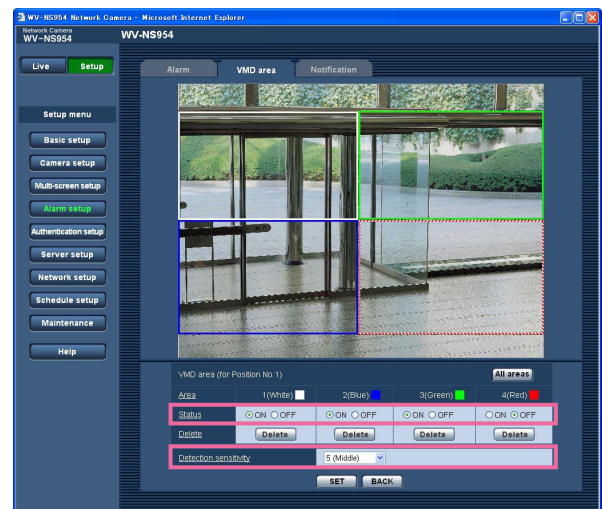 WV-NS954 Network Camera - Microsoft Internet Explorer
Network Camera
WV-NS954
WV-NS954
Live
Setup
Alarm
VMD area
Notification
Setup menu
Basic setup
Camera setup
Multi-screen setup
Alarm setup
Authentication setup
Server setup
Network setup
Schedule setup
Maintenance
Help
VMD area (for Position No.1)
All areas
Area 1(White) 2(Blue) 3(Green) 4(Red)
Status ON OFF ON OFF ON OFF ON OFF
Delete Delete Delete Delete Delete
Detection sensitivity 5 (Middle)
SET BACK